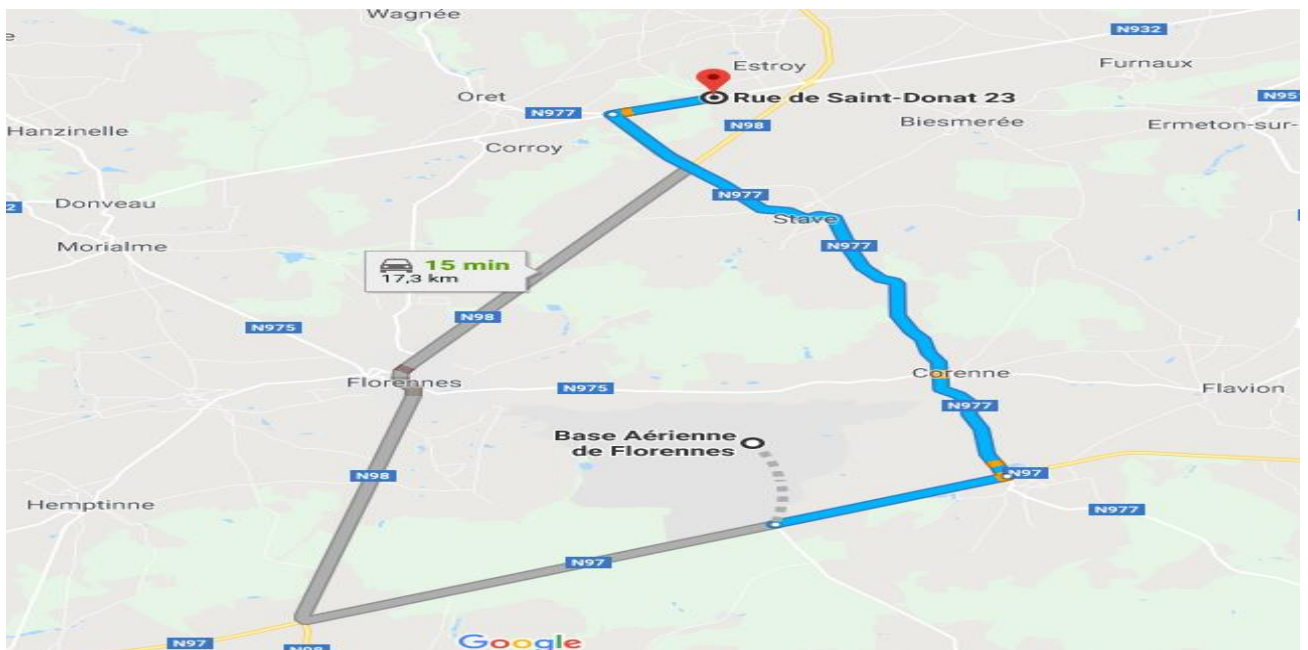 Wagnée
N932
Estroy
Furnaux
Oret
N977
Rue de Saint-Donat 23
N95
Hanzinelle
N98
Biesmerée
Ermeton-sur-
Corroy
N977
Donveau
2
Stave
Morialme
N977
15 min
17,3 km
N98
N975
Florennes
N975
Corenne
Flavion
N977
Base Aérienne
de Florennes
N98
N97
Hemptinne
N977
N97
Google
N97
N98